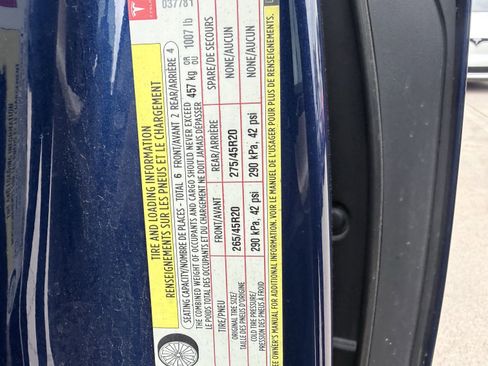 037781
TIRE AND LOADING INFORMATION
RENSEIGNEMENTS SUR LES PNEUS ET LE CHARGEMENT
SEATING CAPACITY/NOMBRE DE PLACES - TOTAL 6 FRONT/AVANT 2 REAR/ARRIÈRE 4
THE COMBINED WEIGHT OF OCCUPANTS AND CARGO SHOULD NEVER EXCEED 457 kg OR 1007 lb
LE POIDS TOTAL DES OCCUPANTS ET DU CHARGEMENT NE DOIT JAMAIS DÉPASSER OU
TIRE/PNEU FRONT/AVANT REAR/ARRIÈRE SPARE/DE SECOURS
ORIGINAL TIRE SIZE/ 265/45R20 275/45R20 NONE/AUCUN
TAILLE DES PNEUS D'ORIGINE
COLD TIRE PRESSURE/ 290 kPa, 42 psi 290 kPa, 42 psi NONE/AUCUN
PRESSION DES PNEUS À FROID
SEE OWNER'S MANUAL FOR ADDITIONAL INFORMATION/VOIR LE MANUEL DE L'USAGER POUR PLUS DE RENSEIGNEMENTS.